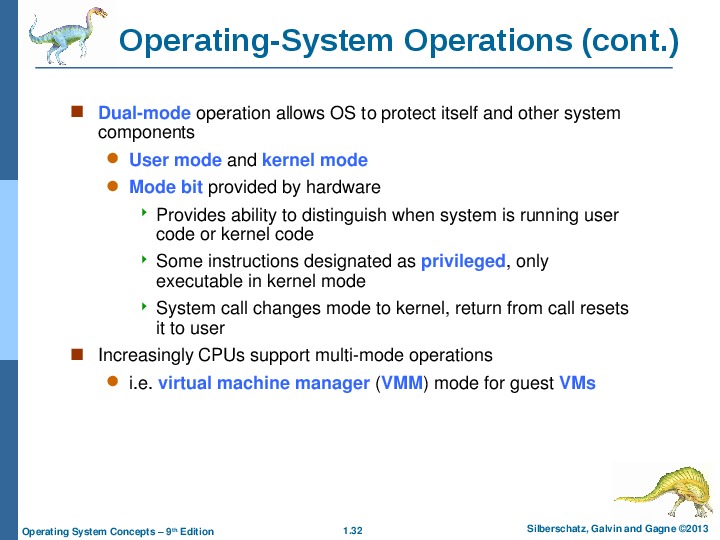 Operating-System Operations (cont.)
Dual-mode operation allows OS to protect itself and other system
components
User mode and kernel mode
Mode bit provided by hardware
Provides ability to distinguish when system is running user
code or kernel code
Some instructions designated as privileged, only
executable in kernel mode
System call changes mode to kernel, return from call resets
it to user
Increasingly CPUs support multi-mode operations
i.e. virtual machine manager (VMM) mode for guest VMs
Operating System Concepts – 9th Edition
1.32
Silberschatz, Galvin and Gagne ©2013